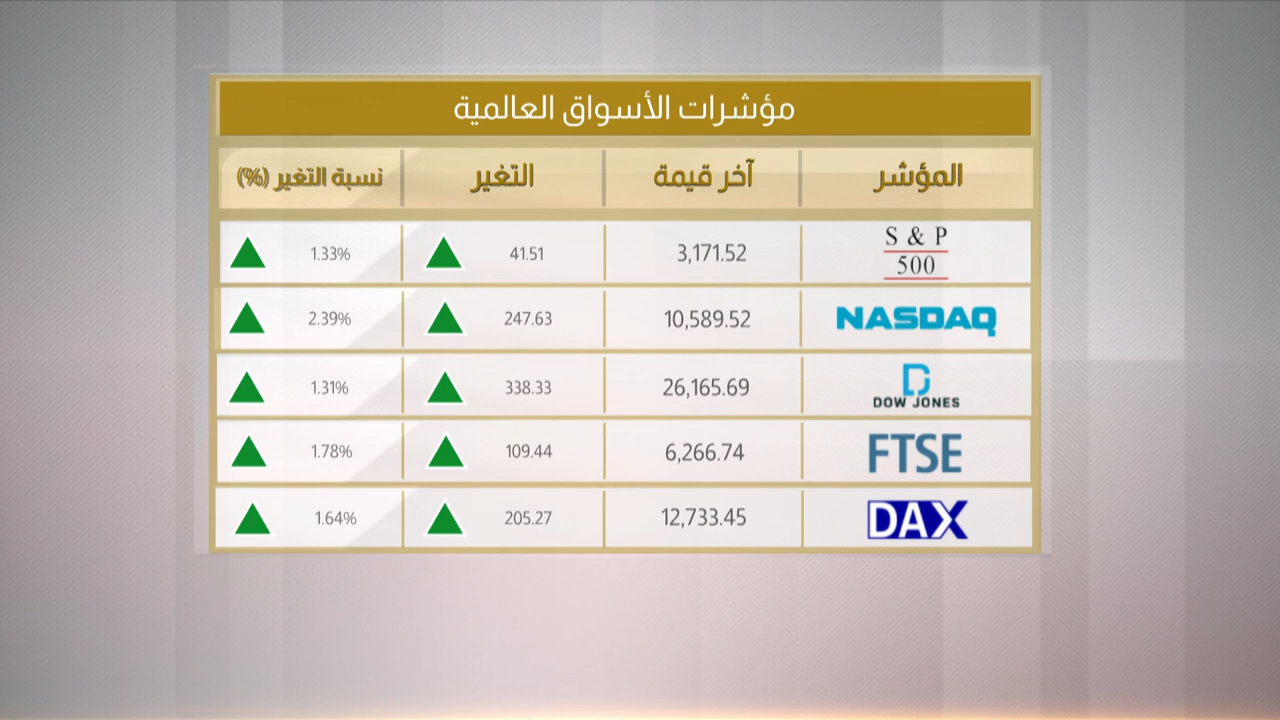 مؤشرات الأسواق العالمية
المؤشر آخر قيمة التغير نسبة التغير (%)
S & P
500
3,171.52 41.51 1.33%
NASDAQ 10,589.52 247.63 2.39%
DOW JONES 26,165.69 338.33 1.31%
FTSE 6,266.74 109.44 1.78%
DAX 12,733.45 205.27 1.64%